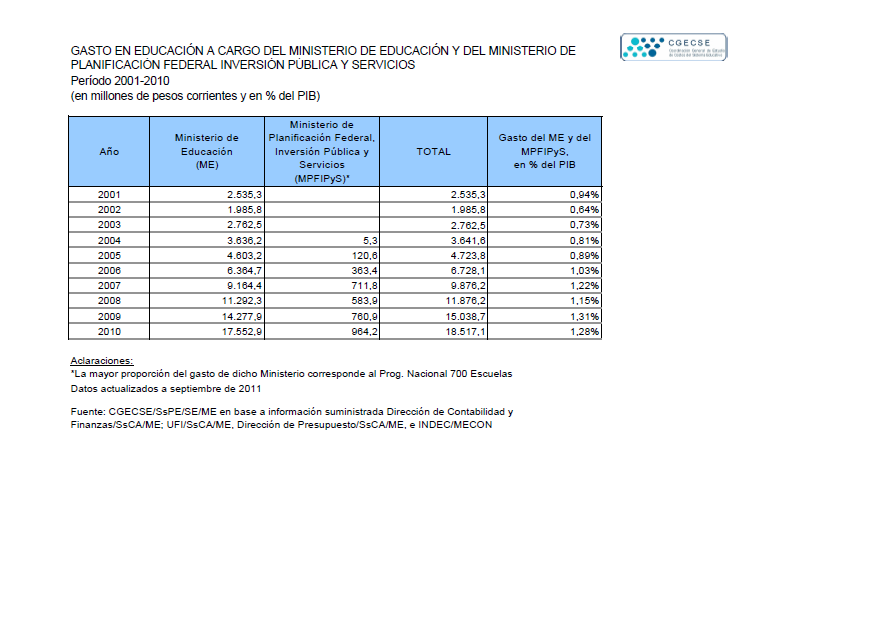 GASTO EN EDUCACIÓN A CARGO DEL MINISTERIO DE EDUCACIÓN Y DEL MINISTERIO DE
PLANIFICACIÓN FEDERAL INVERSIÓN PÚBLICA Y SERVICIOS
Período 2001-2010
(en millones de pesos corrientes y en % del PIB)
CGECSE
Año
Ministerio de
Educación
(ME)
Ministerio de
Planificación Federal,
Inversión Pública y
Servicios
(MPFIPyS)*
TOTAL
Gasto del ME y del
MPFIPyS,
en % del PIB
2001 2.535,3 2.535,3 0,94%
2002 1.985,8 1.985,8 0,64%
2003 2.762,5 2.762,5 0,73%
2004 3.636,2 5,3 3.641,6 0,81%
2005 4.603,2 120,6 4.723,8 0,89%
2006 6.364,7 363,4 6.728,1 1,03%
2007 9.164,4 711,8 9.876,2 1,22%
2008 11.292,3 583,9 11.876,2 1,15%
2009 14.277,9 760,9 15.038,7 1,31%
2010 17.552,9 964,2 18.517,1 1,28%
Aclaraciones:
*La mayor proporción del gasto de dicho Ministerio corresponde al Prog. Nacional 700 Escuelas
Datos actualizados a septiembre de 2011
Fuente: CGECSE/SsPE/SE/ME en base a información suministrada Dirección de Contabilidad y
Finanzas/SsCA/ME; UFI/SsCA/ME, Dirección de Presupuesto/SsCA/ME, e INDEC/MECON